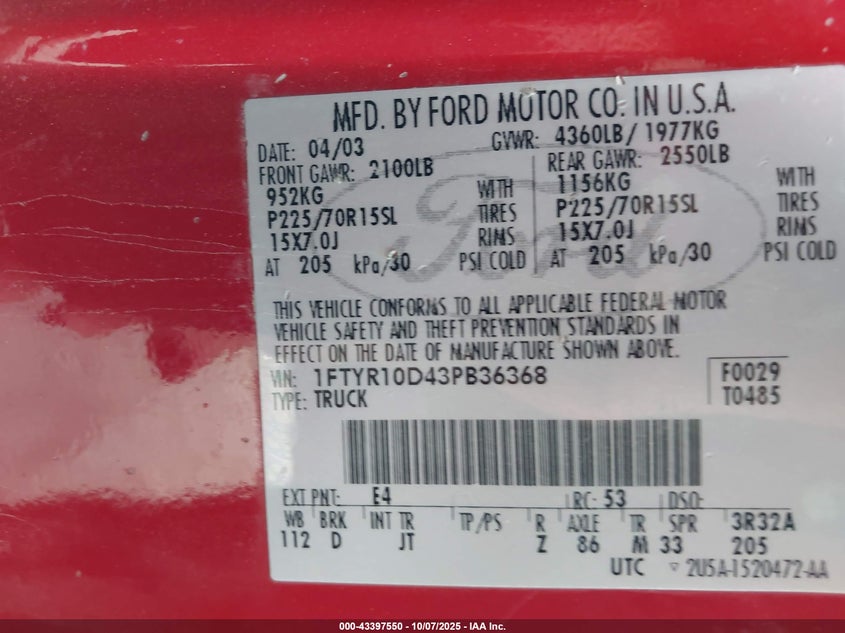 MFD. BY FORD MOTOR CO. IN U.S.A.
DATE: 04/03 GVWR: 4360LB/ 1977KG
FRONT GAWR: 2100LB REAR GAWR: 2550LB
952KG WITH 1156KG WITH
P225/70R15SL TIRES P225/70R15SL TIRES
15X7.0J RIMS 15X7.0J RIMS
AT 205 kPa/30 PSI COLD AT 205 kPa/30 PSI COLD
Ford
THIS VEHICLE CONFORMS TO ALL APPLICABLE FEDERAL MOTOR
VEHICLE SAFETY AND THEFT PREVENTION STANDARDS IN
EFFECT ON THE DATE OF MANUFACTURE SHOWN ABOVE.
VIN: 1FTYR10D43PB36368 F0029
TYPE: TRUCK T0485
EXT PNT: E4 RC: 53 DSO:
WB BRK INT TR TP/PS R AXLE TR SPR 3R32A
112 D JT Z 86 M 33 205
UTC ▽ 2U5A-1520472-AA
000-43397550 • 10/07/2025 • IAA Inc.